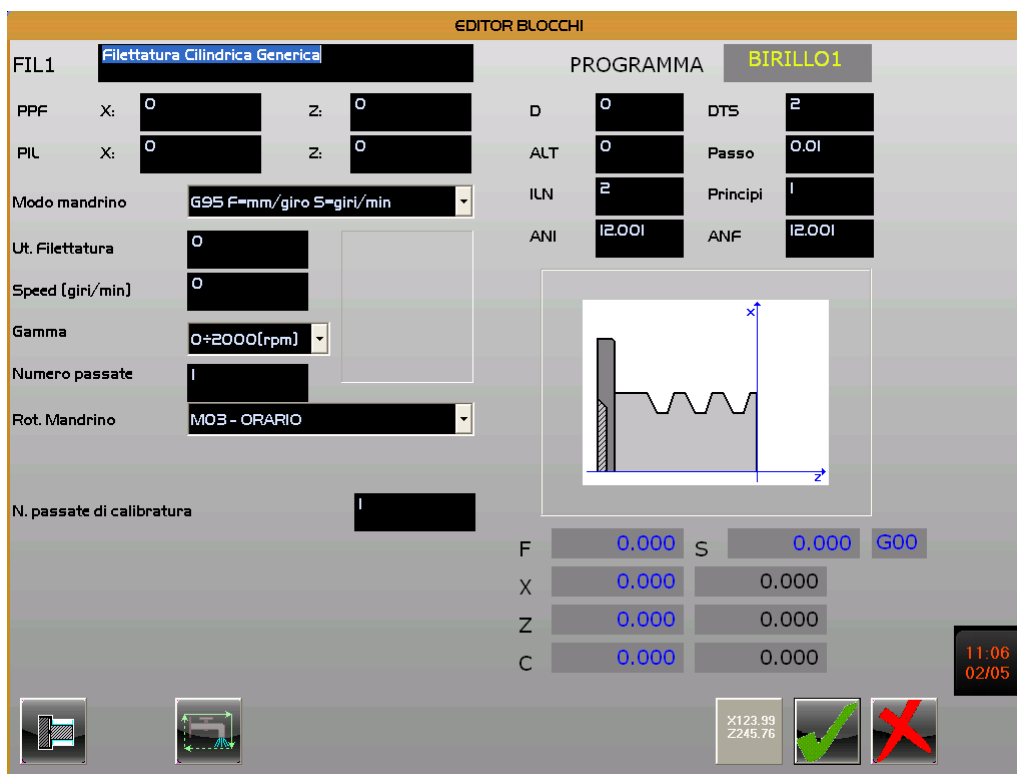 EDITOR BLOCCHI
FIL1 Filettatura Cilindrica Generica PROGRAMMA BIRILLO1
PPF X: 0 Z: 0 D 0 DTS 2
PIL X: 0 Z: 0 ALT 0 Passo 0.01
Modo mandrino G95 F=mm/giro S=giri/min ILN 2 Principi 1
Ut. Filettatura 0 ANI 12.001 ANF 12.001
Speed (giri/min) 0
Gamma 0÷2000(rpm)
Numero passate 1
Rot. Mandrino M03 - ORARIO
X
Z
N. passate di calibratura 1
F 0.000 S 0.000 G00
X 0.000 0.000
Z 0.000 0.000
C 0.000 0.000
11:06
02/05
X123.99
Z245.76